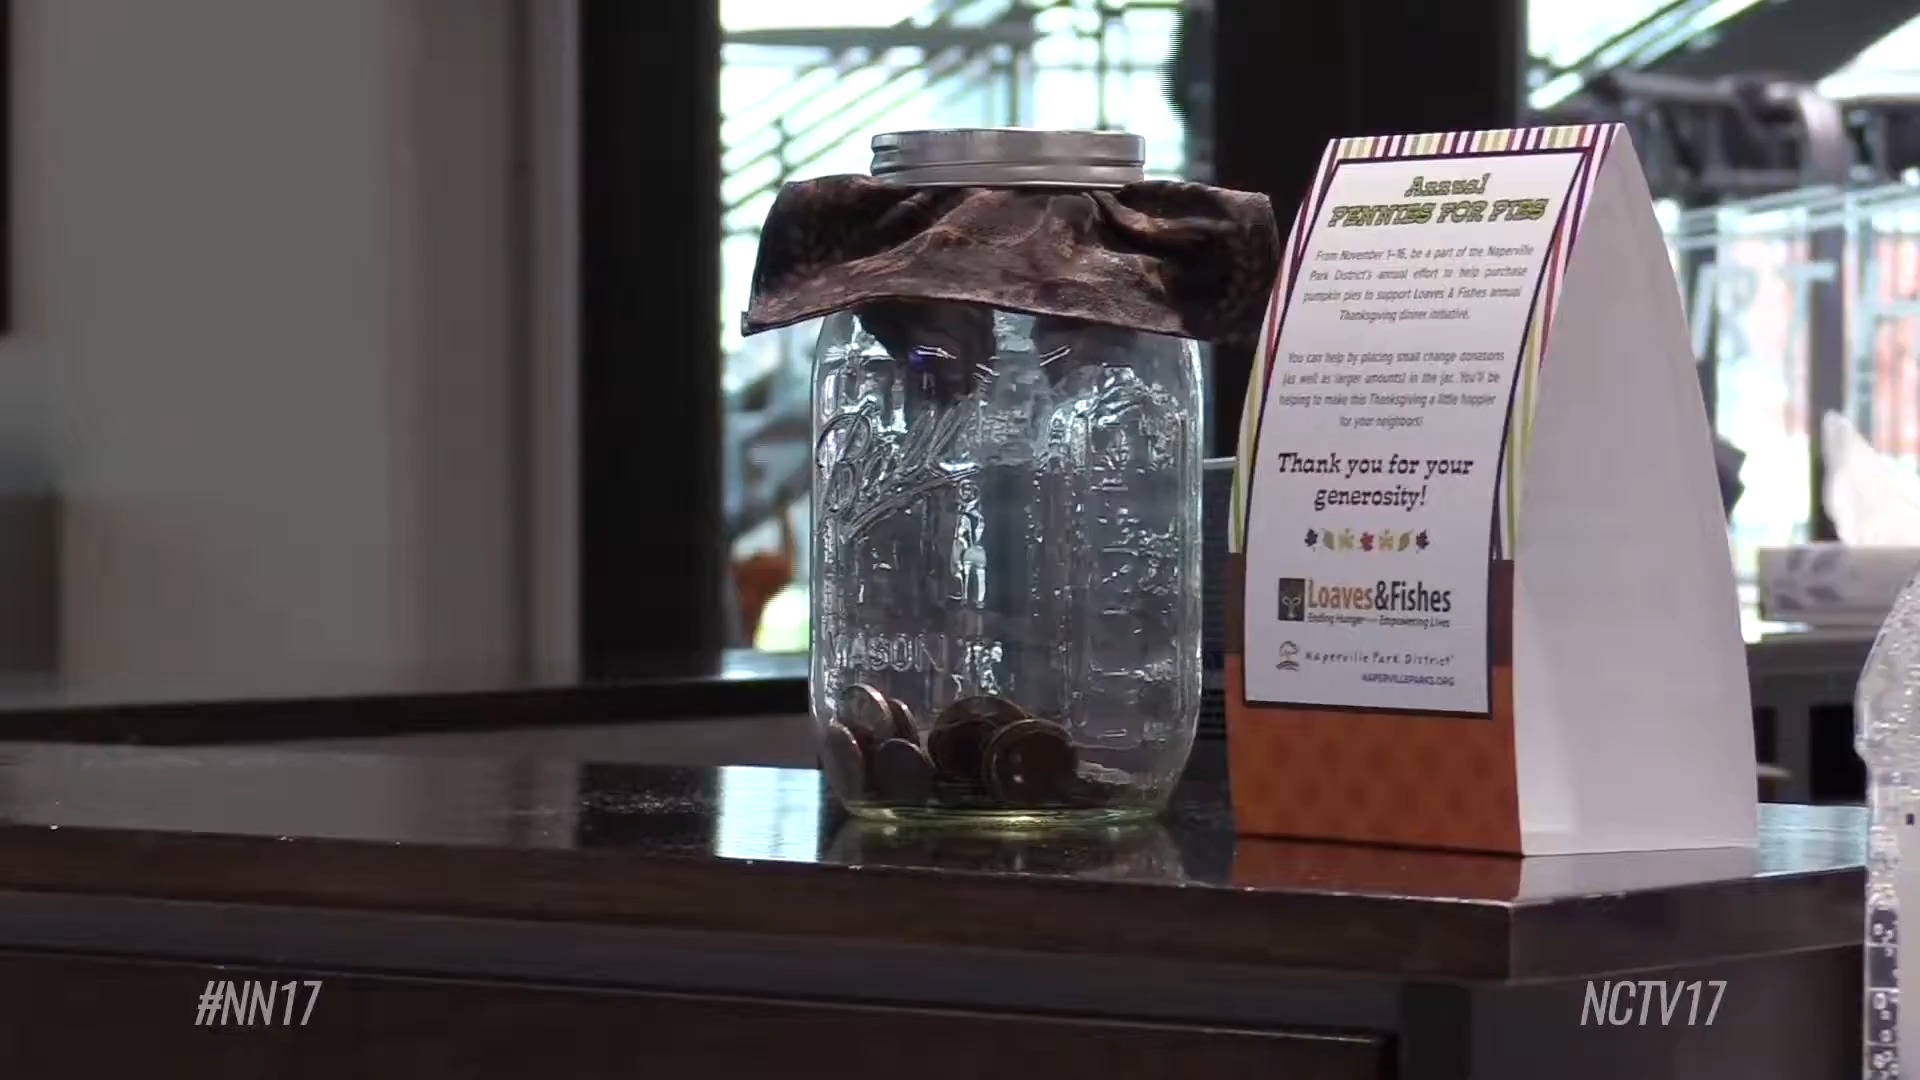 Annual
PENNIES FOR PIES
From November 1-16, be a part of the Naperville
Park District's annual effort to help purchase
pumpkin pies to support Loaves & Fishes annual
Thanksgiving dinner initiative.
You can help by placing small change donations
(as well as larger amounts) in the jar. You'll be
helping to make this Thanksgiving a little happier
for your neighbors!
Thank you for your
generosity!
Loaves&Fishes
Ending Hunger Empowering Lives
Naperville Park District
NAPERVILLEPARKS.ORG
Ball
MASON
#NN17
NCTV17